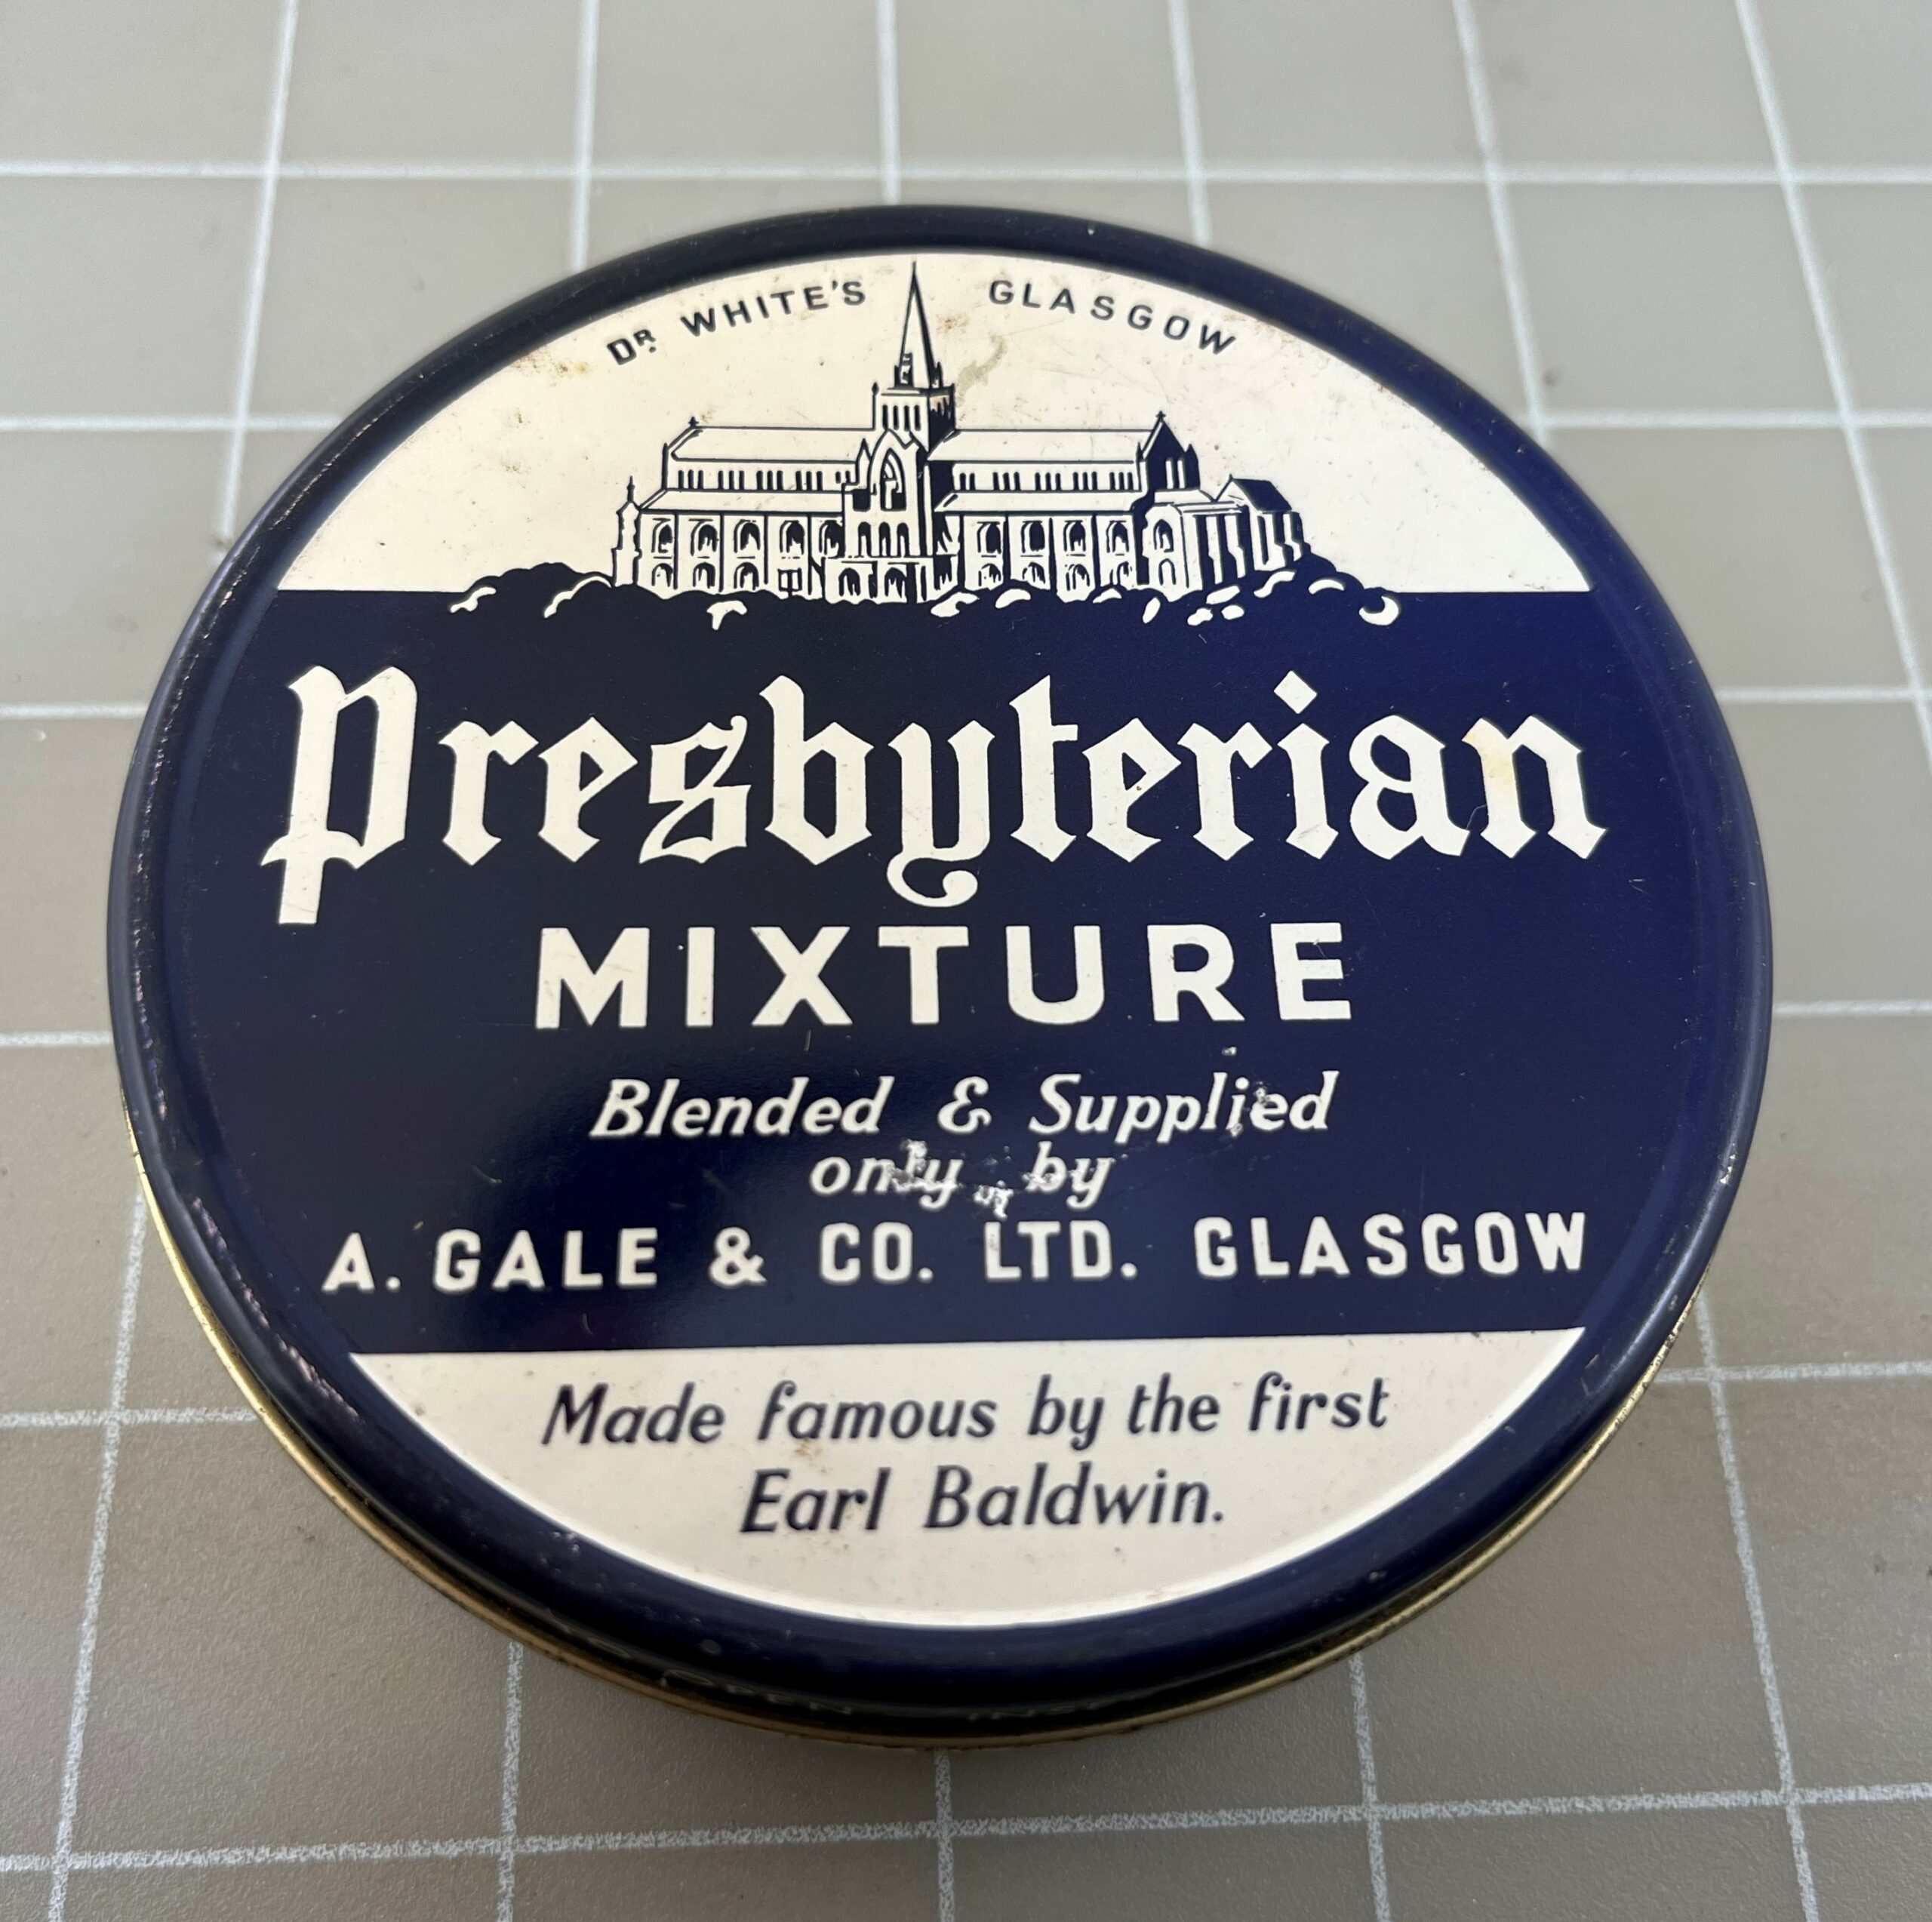 DR. WHITE'S GLASGOW
Presbyterian
MIXTURE
Blended & Supplied
only by
A. GALE & CO. LTD. GLASGOW
Made famous by the first
Earl Baldwin.